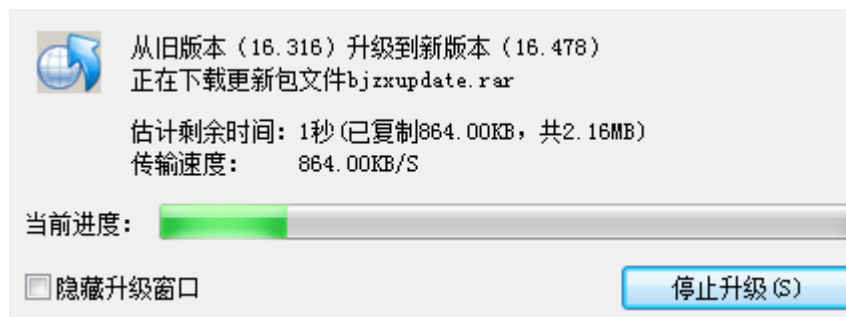 从旧版本（16.316）升级到新版本（16.478）
正在下载更新包文件bjzxupdate.rar
估计剩余时间：1秒(已复制864.00KB，共2.16MB)
传输速度： 864.00KB/S
当前进度：
隐藏升级窗口
停止升级(S)